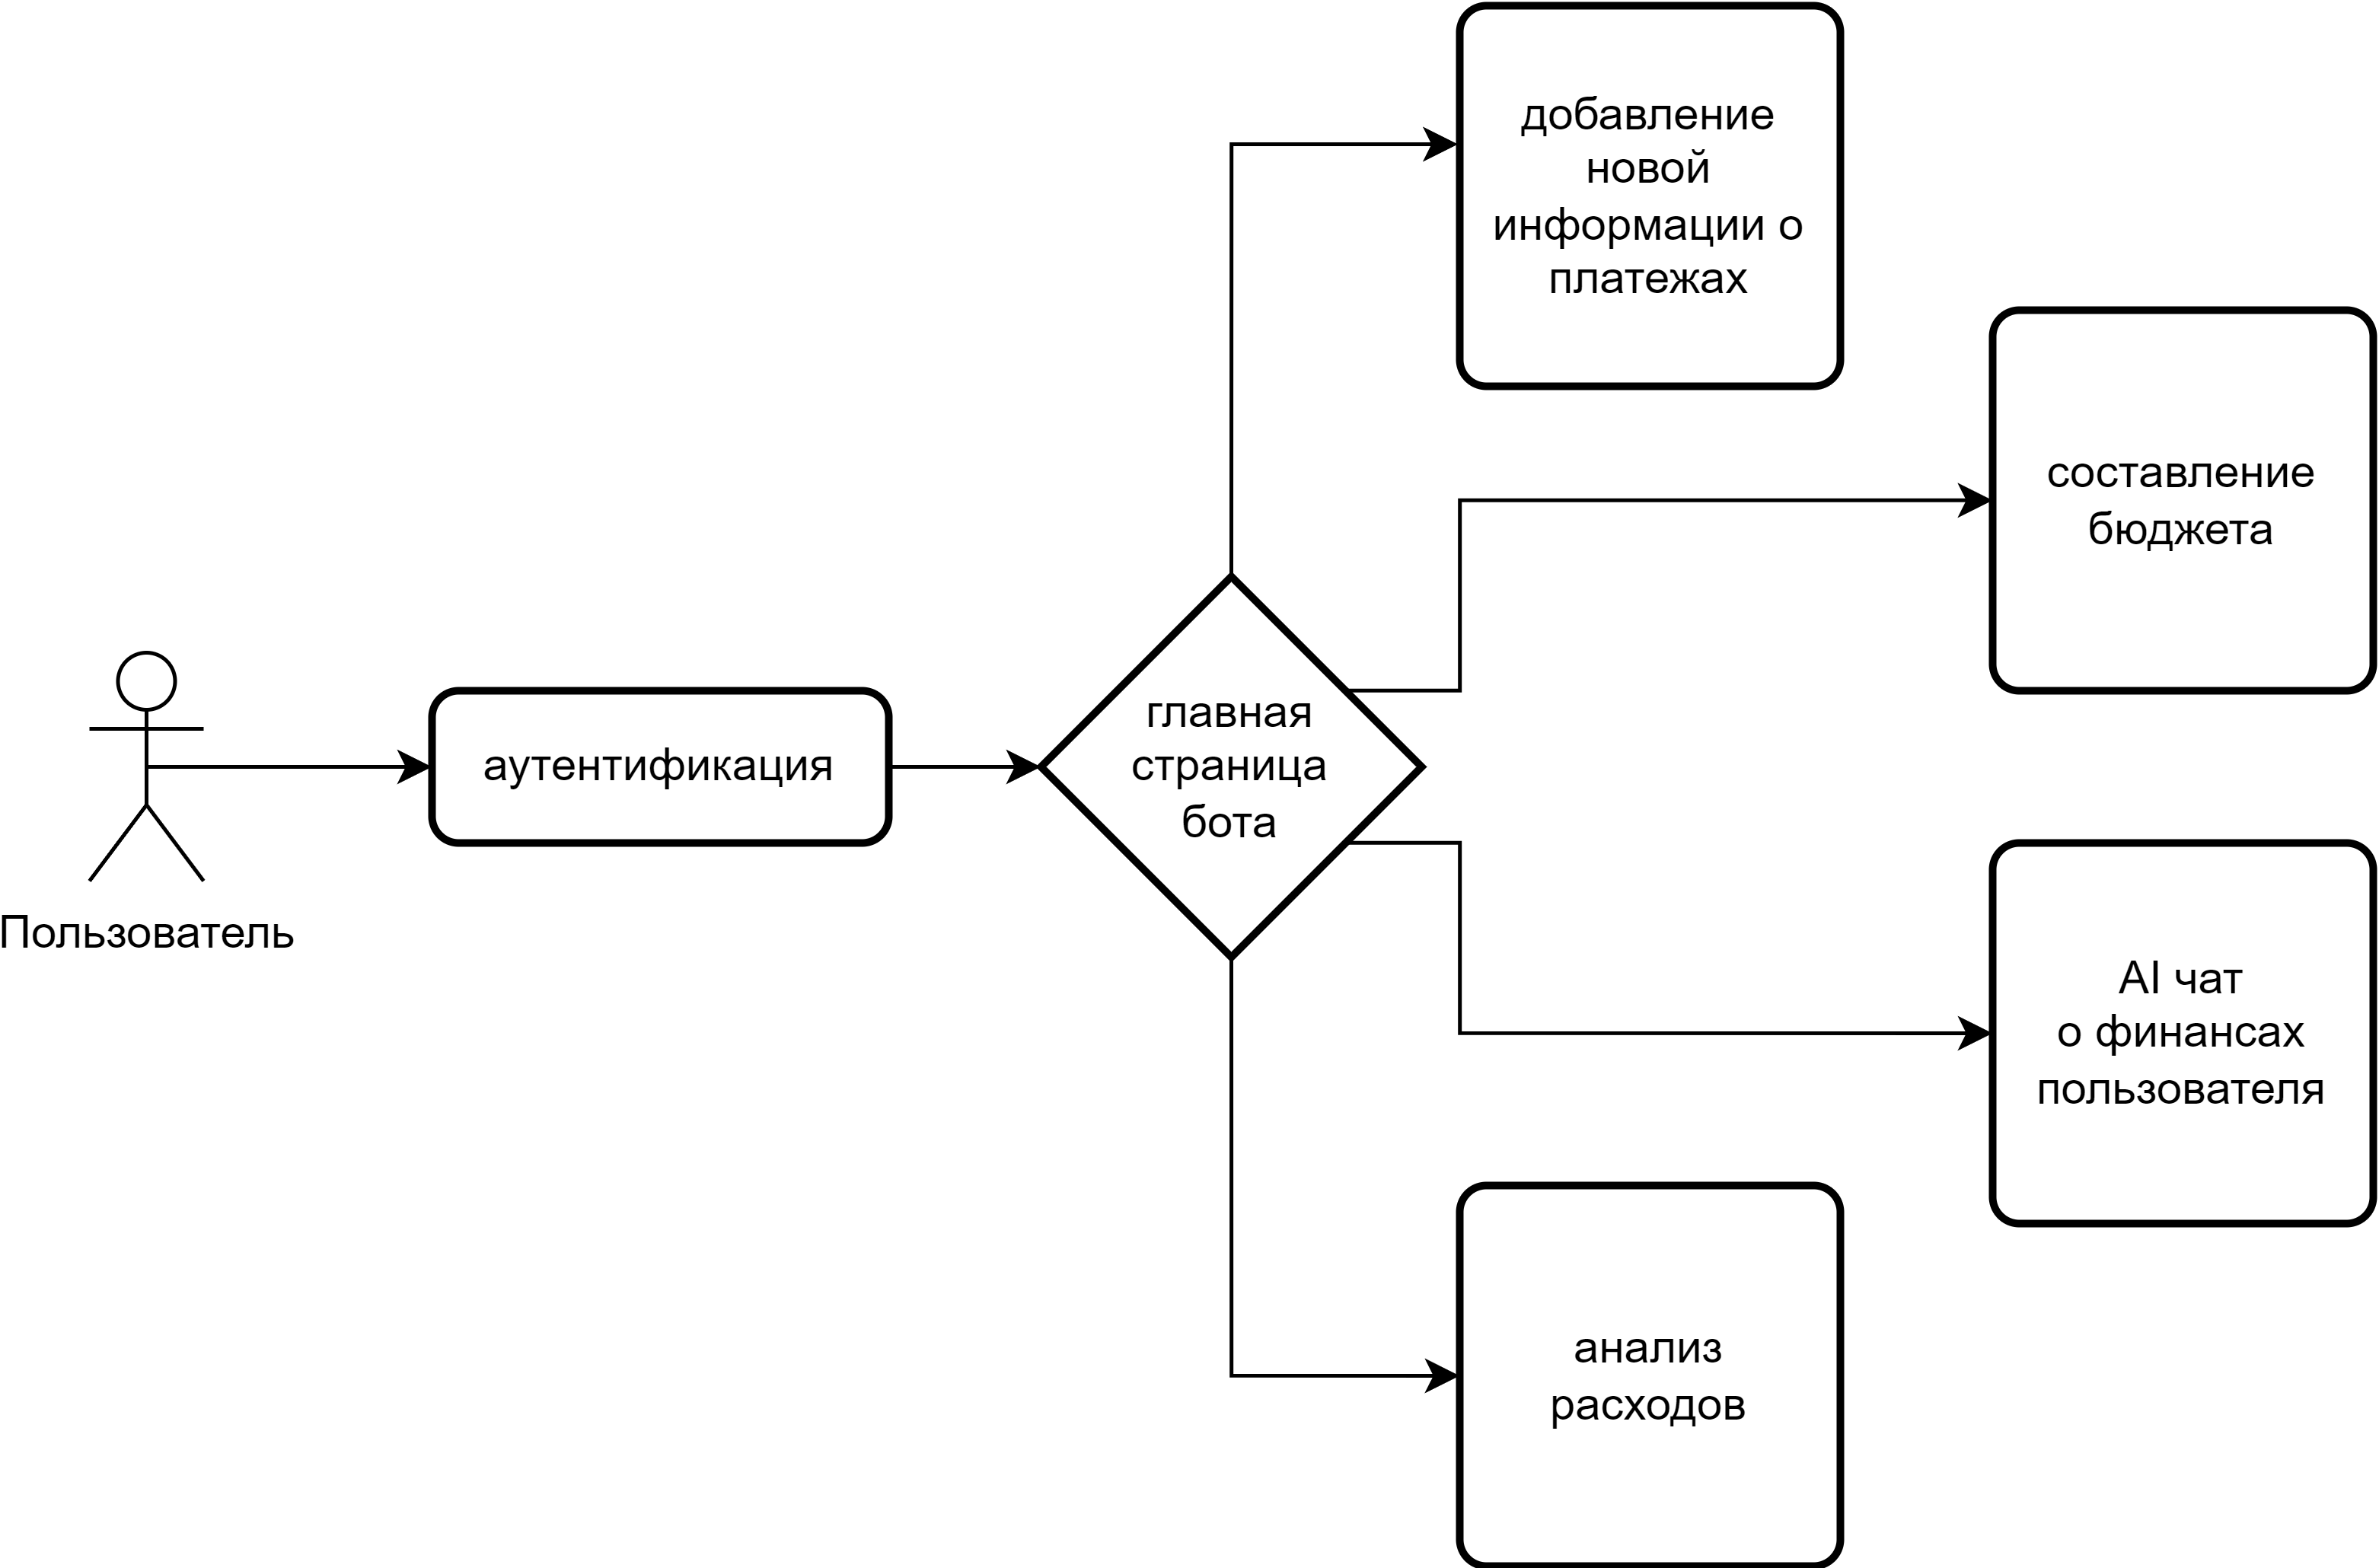 добавление
новой
информации о
платежах
составление
бюджета
главная
страница
бота
аутентификация
Пользователь
AI чат
о финансах
пользователя
анализ
расходов